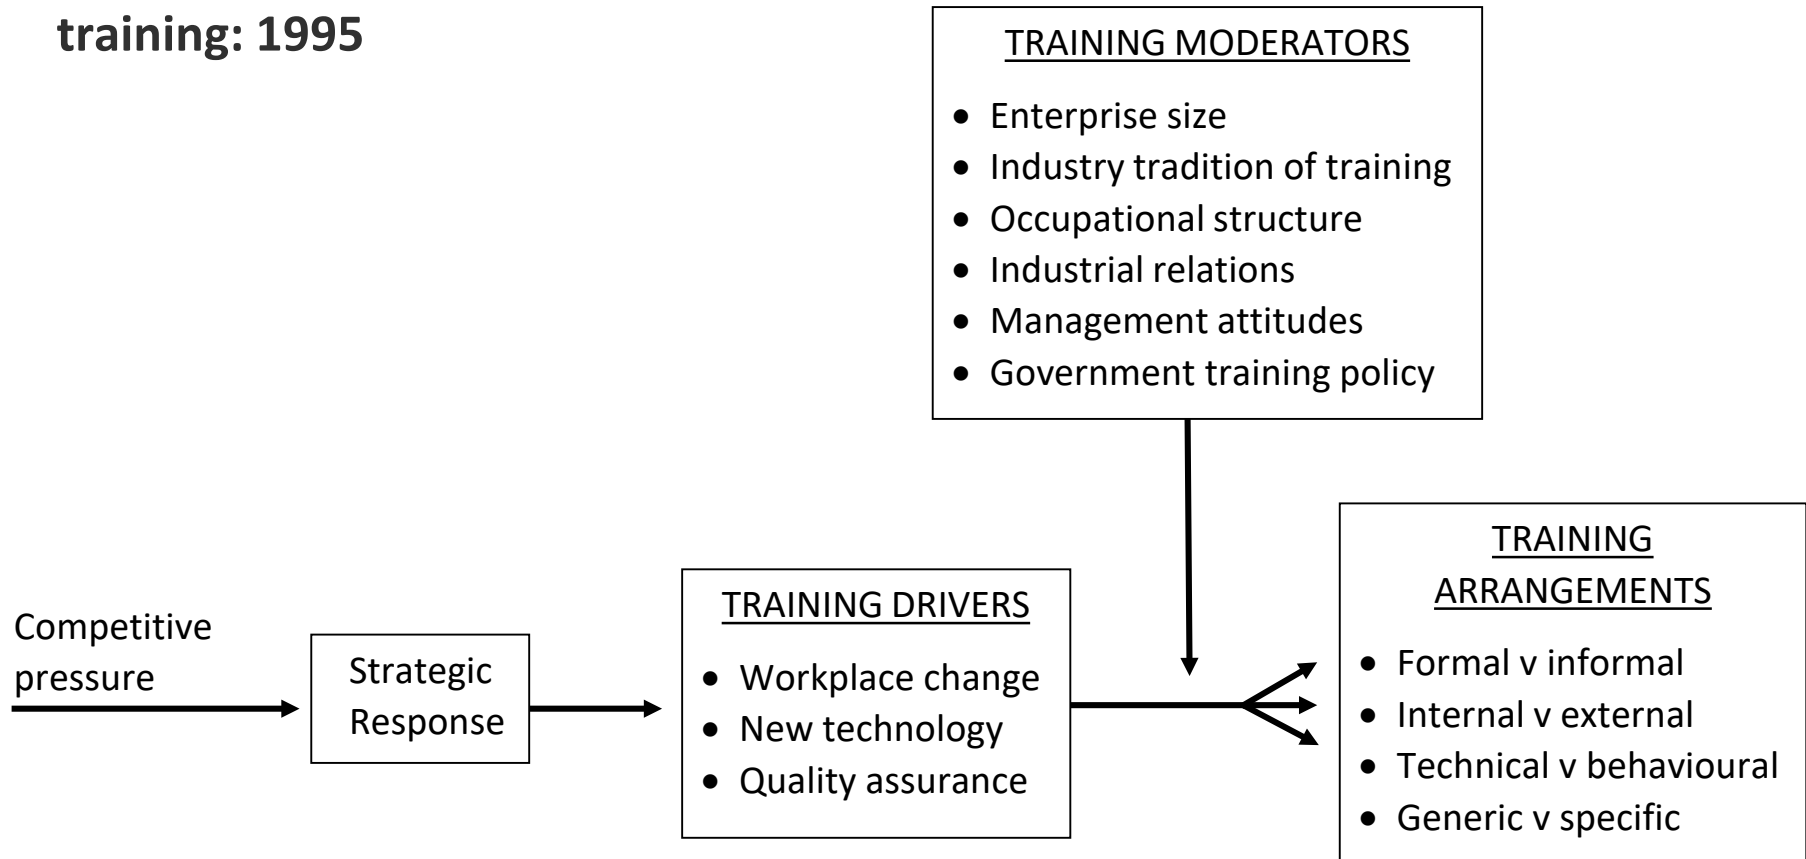 training: 1995
TRAINING MODERATORS
• Enterprise size
• Industry tradition of training
• Occupational structure
• Industrial relations
• Management attitudes
• Government training policy
Competitive
pressure
Strategic
Response
TRAINING DRIVERS
• Workplace change
• New technology
• Quality assurance
TRAINING
ARRANGEMENTS
• Formal v informal
• Internal v external
• Technical v behavioural
• Generic v specific